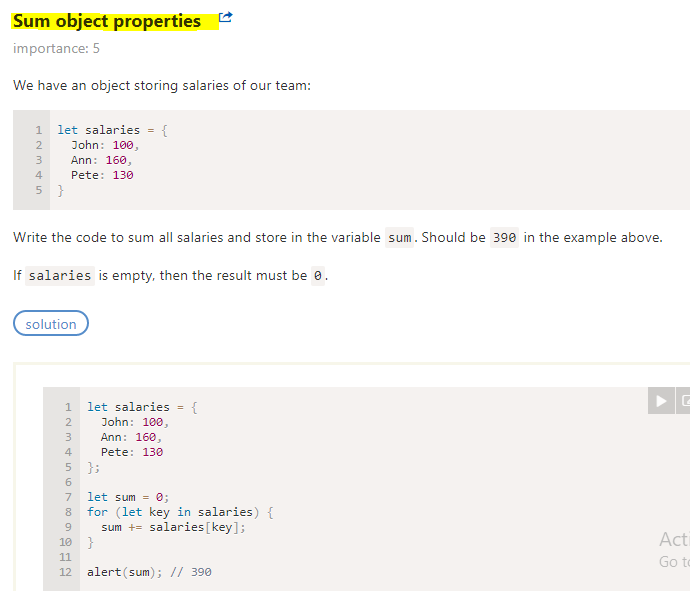 Sum object properties
importance: 5
We have an object storing salaries of our team:
1 let salaries = {
2   John: 100,
3   Ann: 160,
4   Pete: 130
5 }
Write the code to sum all salaries and store in the variable sum. Should be 390 in the example above.
If salaries is empty, then the result must be 0.
solution
1 let salaries = {
2   John: 100,
3   Ann: 160,
4   Pete: 130
5 };
6
7 let sum = 0;
8 for (let key in salaries) {
9   sum += salaries[key];
10 }
11
12 alert(sum); // 390
Go